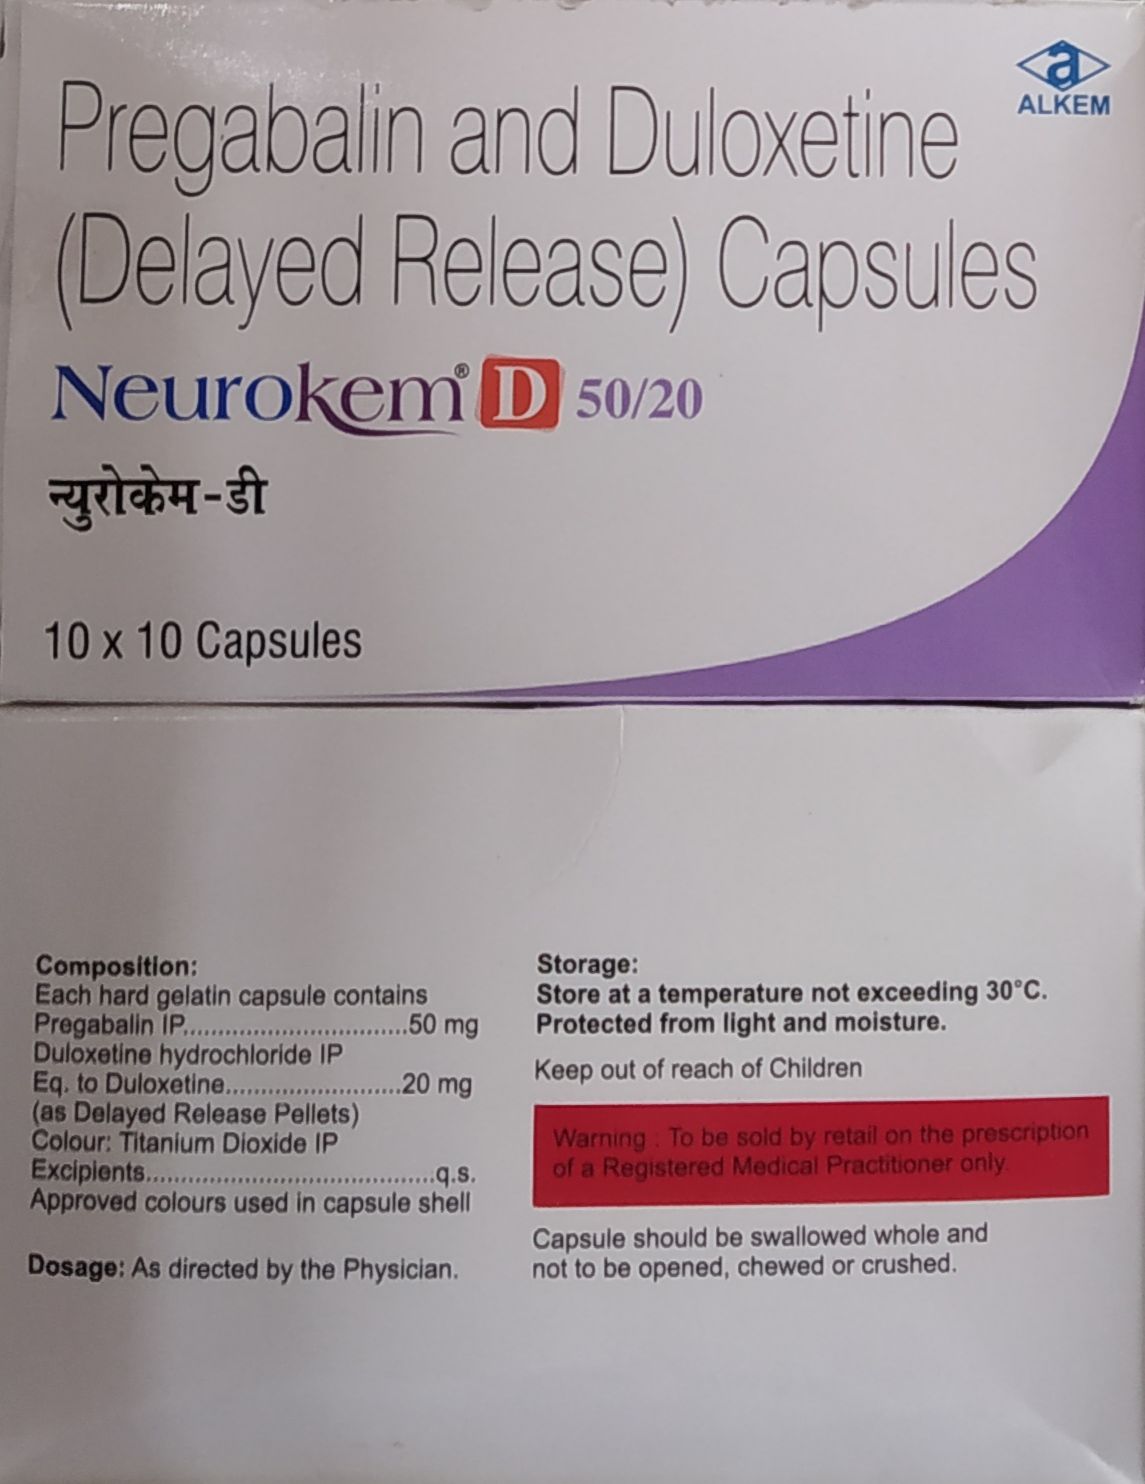 a
ALKEM
Pregabalin and Duloxetine
(Delayed Release) Capsules
Neurokem® D 50/20
न्युरोकेम-डी
10 x 10 Capsules
Composition:
Each hard gelatin capsule contains
Pregabalin IP................................50 mg
Duloxetine hydrochloride IP
Eq. to Duloxetine.........................20 mg
(as Delayed Release Pellets)
Colour: Titanium Dioxide IP
Excipients.........................................q.s.
Approved colours used in capsule shell
Dosage: As directed by the Physician.
Storage:
Store at a temperature not exceeding 30°C.
Protected from light and moisture.
Keep out of reach of Children
Warning : To be sold by retail on the prescription
of a Registered Medical Practitioner only.
Capsule should be swallowed whole and
not to be opened, chewed or crushed.